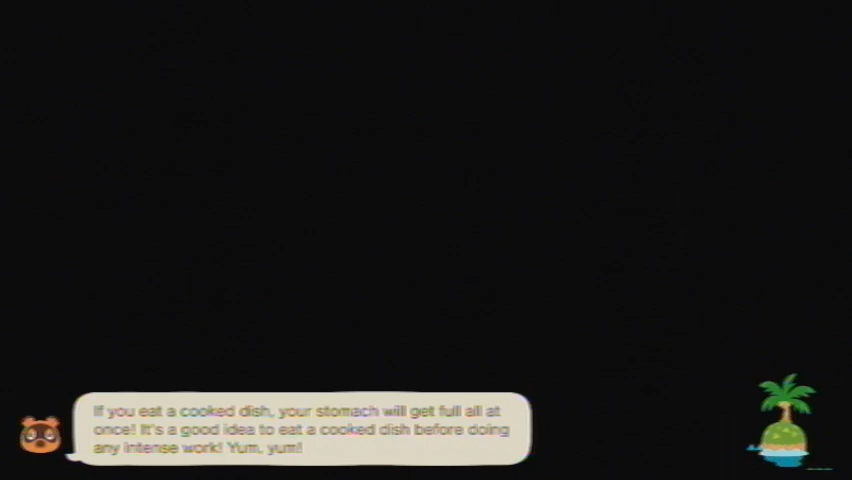 If you eat a cooked dish, your stomach will get full all at
once! It's a good idea to eat a cooked dish before doing
any intense work! Yum, yum!